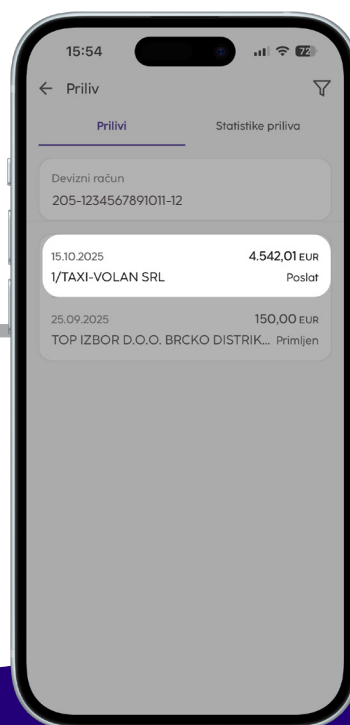 15:54
72
Priliv
Prilivi
Statistike priliva
Devizni račun
205-1234567891011-12
15.10.2025 4.542,01 EUR
1/TAXI-VOLAN SRL Poslat
25.09.2025 150,00 EUR
TOP IZBOR D.O.O. BRCKO DISTRIK... Primljen